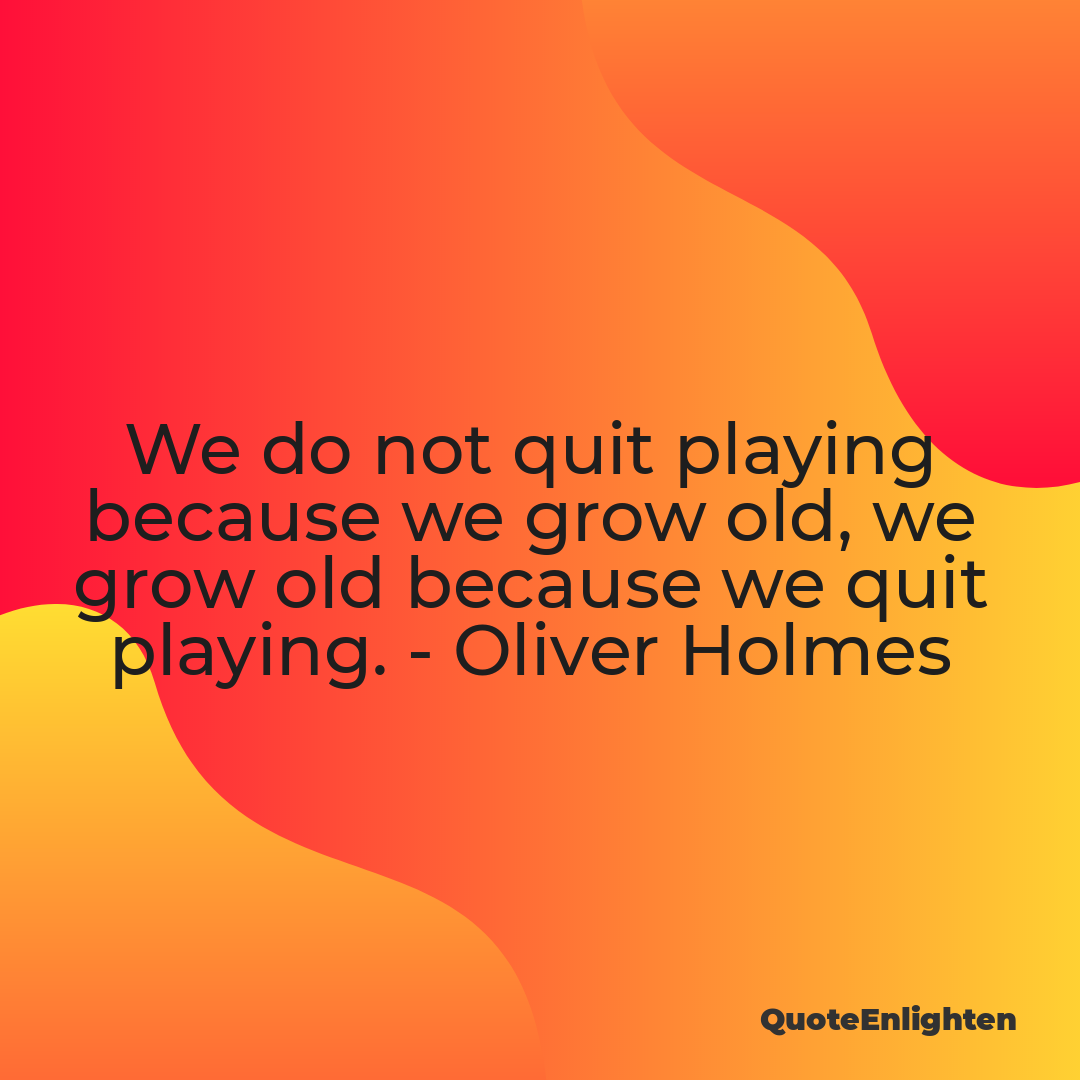 We do not quit playing
because we grow old, we
grow old because we quit
playing. - Oliver Holmes
QuoteEnlighten